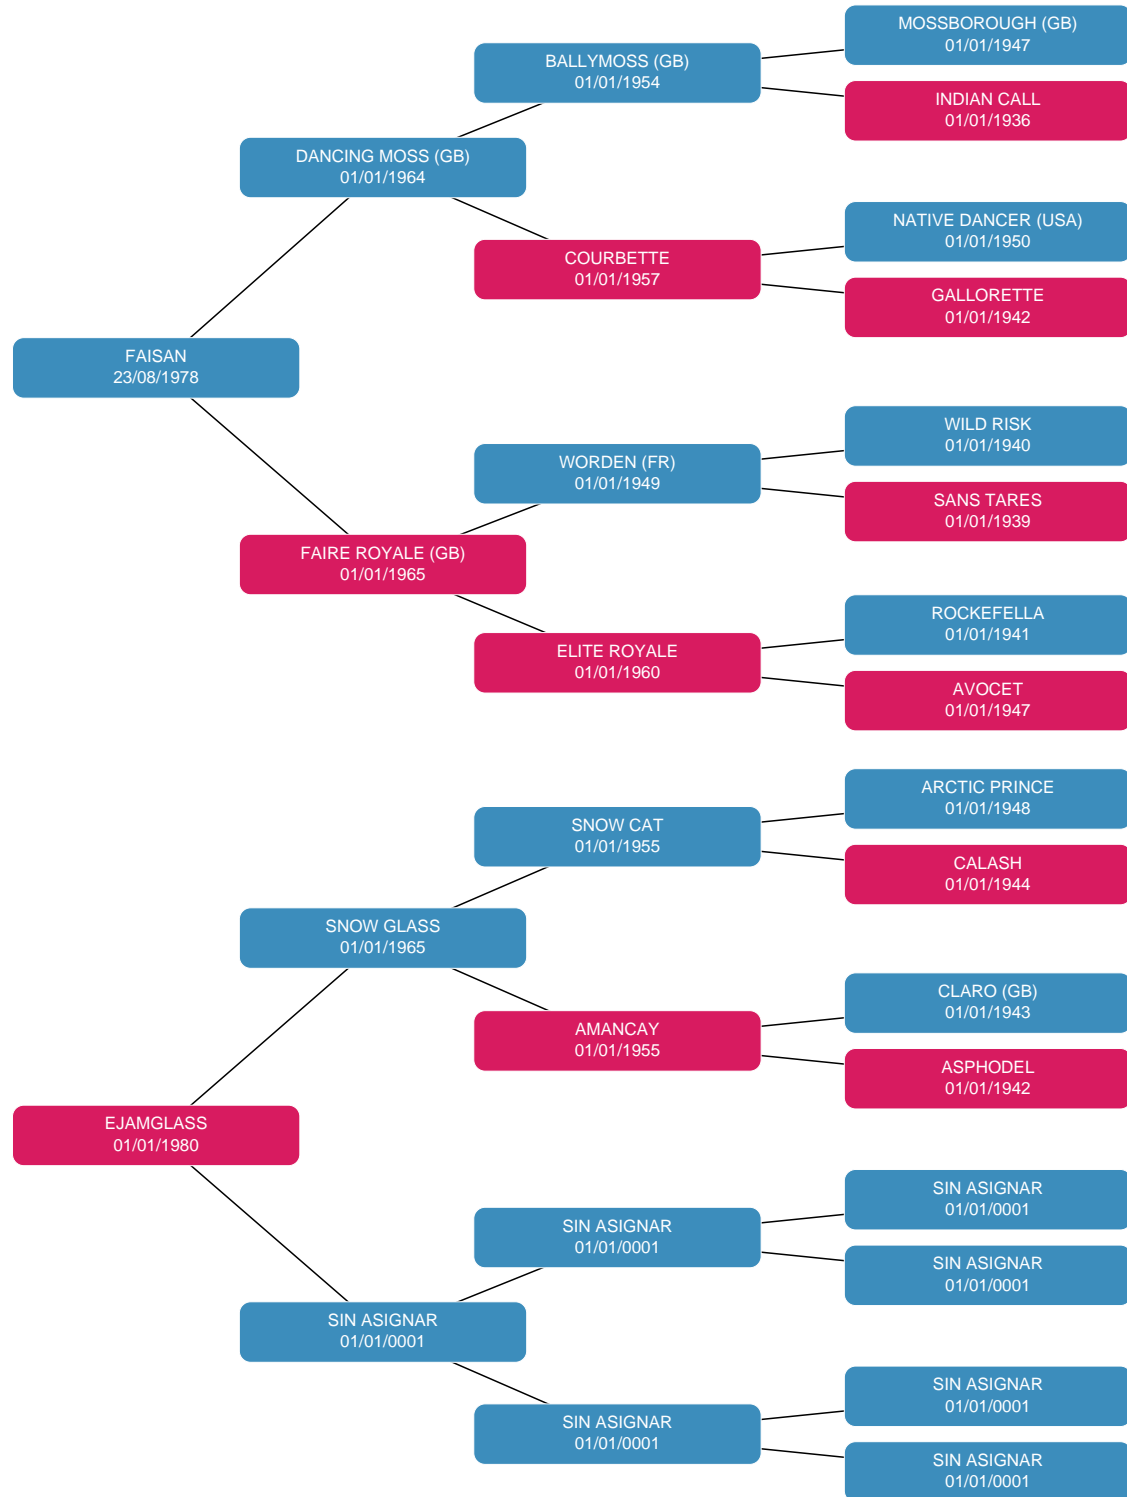 MOSSBOROUGH (GB)
01/01/1947
BALLYMOSS (GB)
01/01/1954
INDIAN CALL
01/01/1936
DANCING MOSS (GB)
01/01/1964
NATIVE DANCER (USA)
01/01/1950
COURBETTE
01/01/1957
GALLORETTE
01/01/1942
FAISAN
23/08/1978
WILD RISK
01/01/1940
WORDEN (FR)
01/01/1949
SANS TARES
01/01/1939
FAIRE ROYALE (GB)
01/01/1965
ROCKEFELLA
01/01/1941
ELITE ROYALE
01/01/1960
AVOCET
01/01/1947
ARCTIC PRINCE
01/01/1948
SNOW CAT
01/01/1955
CALASH
01/01/1944
SNOW GLASS
01/01/1965
CLARO (GB)
01/01/1943
AMANCAY
01/01/1955
ASPHODEL
01/01/1942
EJAMGLASS
01/01/1980
SIN ASIGNAR
01/01/0001
SIN ASIGNAR
01/01/0001
SIN ASIGNAR
01/01/0001
SIN ASIGNAR
01/01/0001
SIN ASIGNAR
01/01/0001
SIN ASIGNAR
01/01/0001
SIN ASIGNAR
01/01/0001